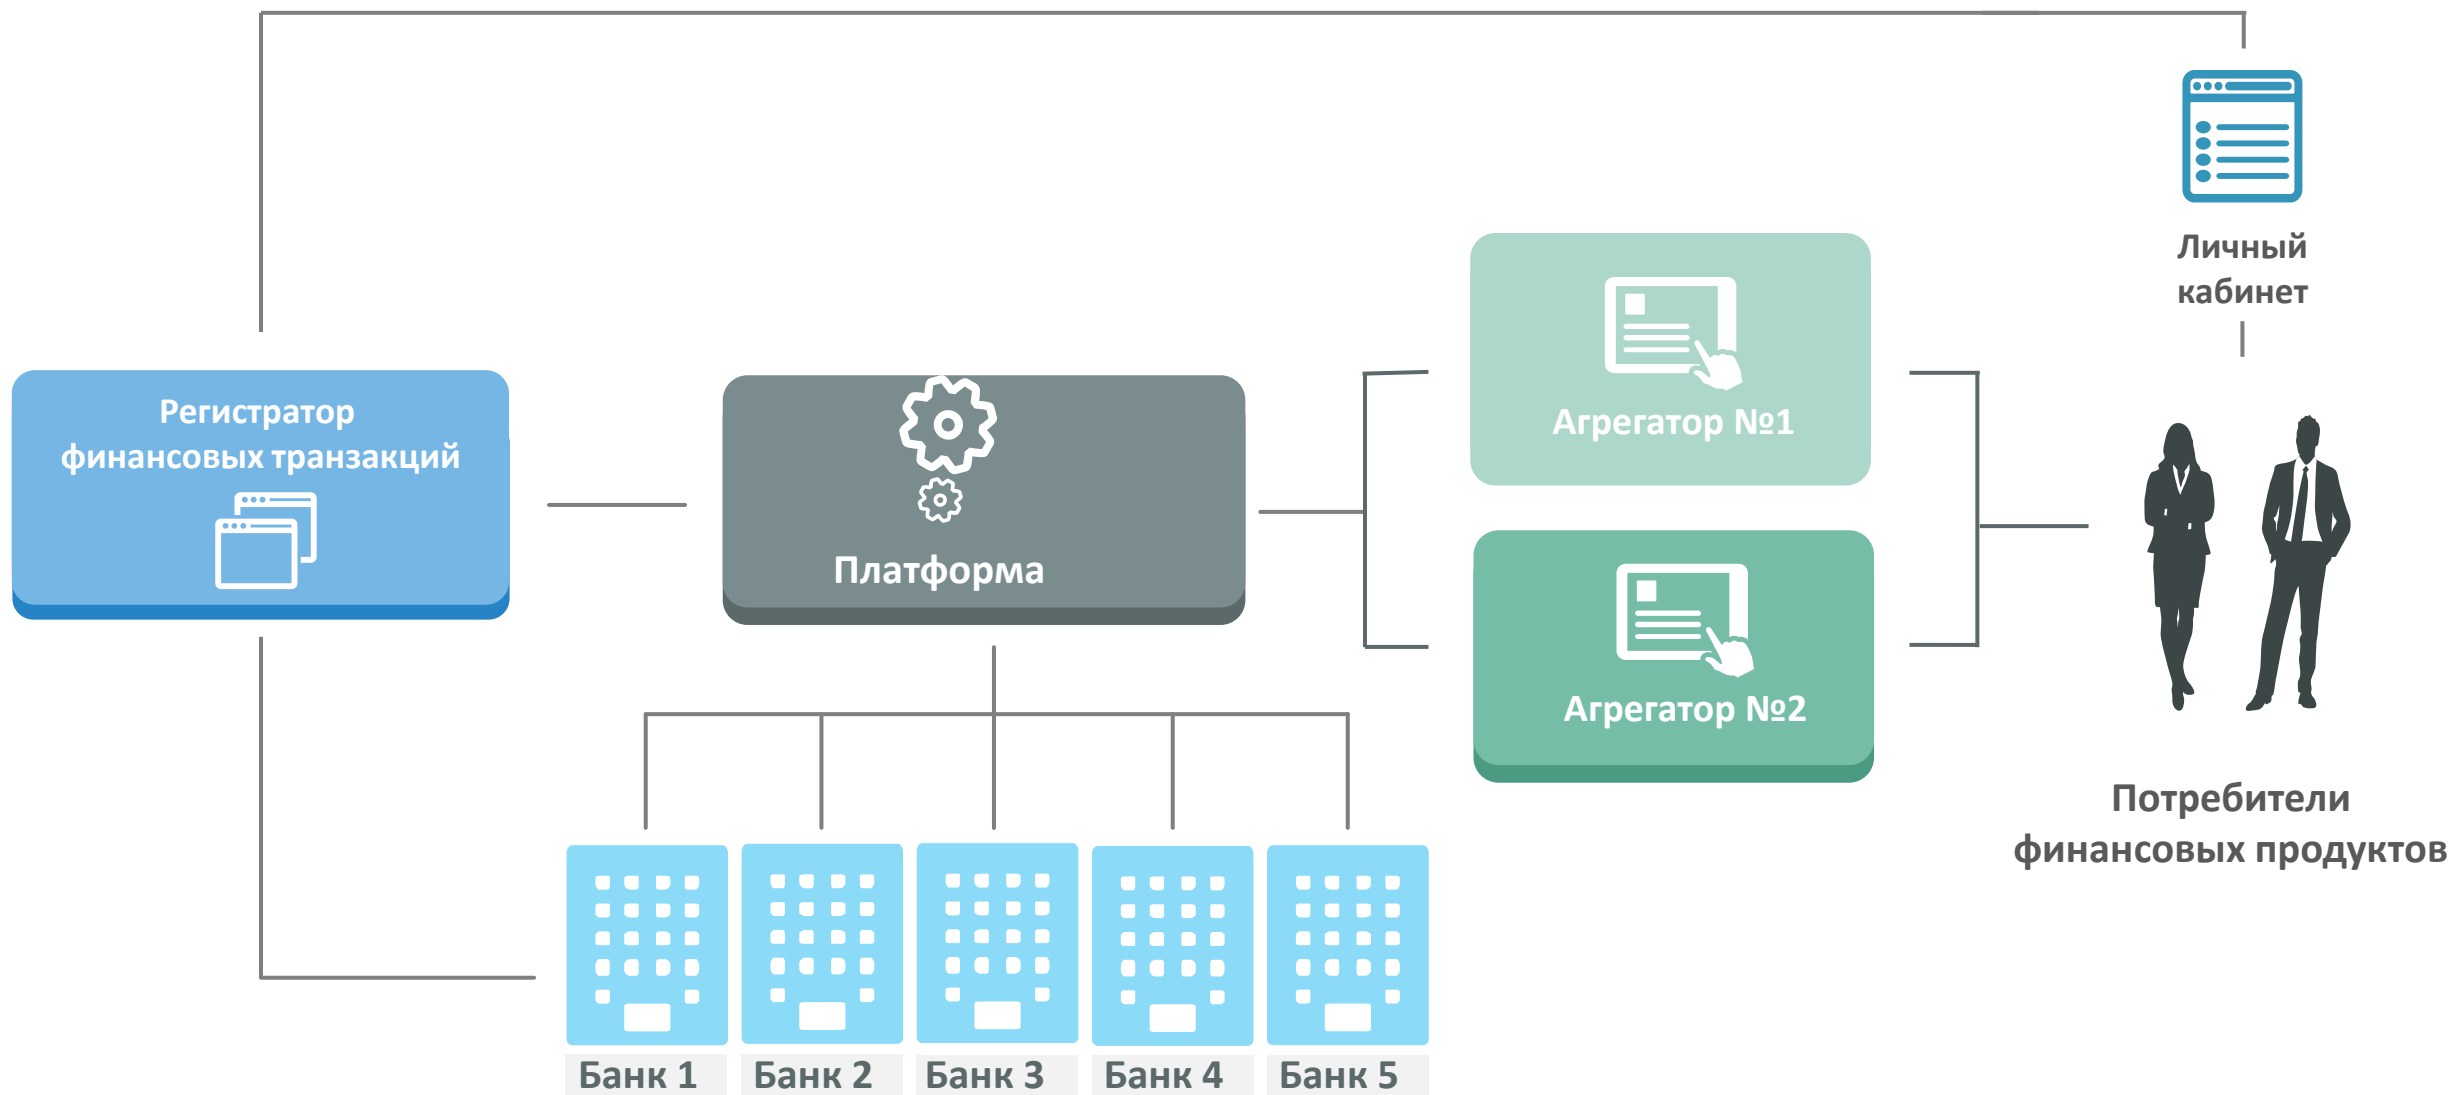 Личный
кабинет
Регистратор
финансовых транзакций
Платформа
Агрегатор №1
Агрегатор №2
Потребители
финансовых продуктов
Банк 1
Банк 2
Банк 3
Банк 4
Банк 5